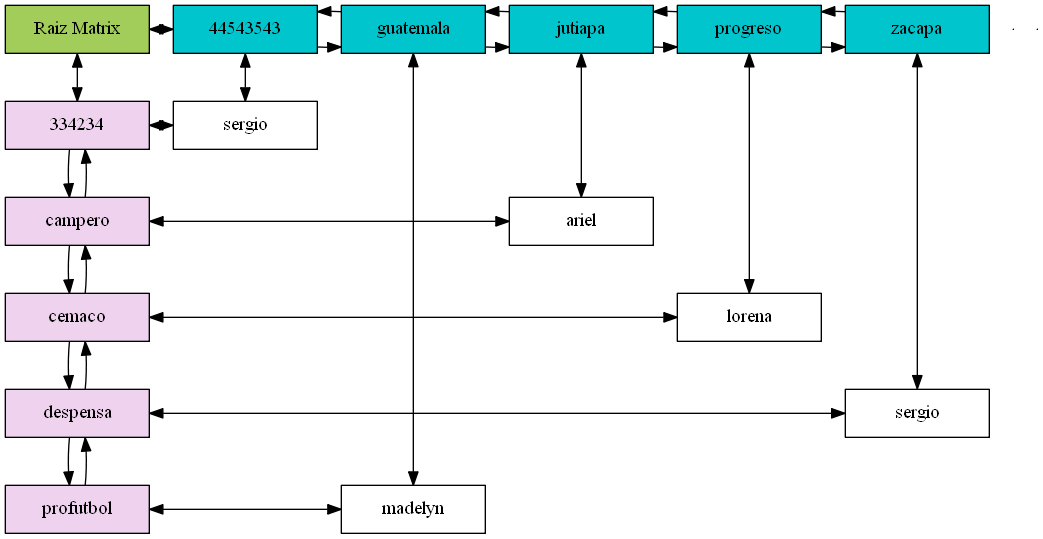 Raiz Matrix
44543543
guatemala
jutiapa
progreso
zacapa
334234
sergio
campero
ariel
cemaco
lorena
despensa
sergio
profutbol
madelyn